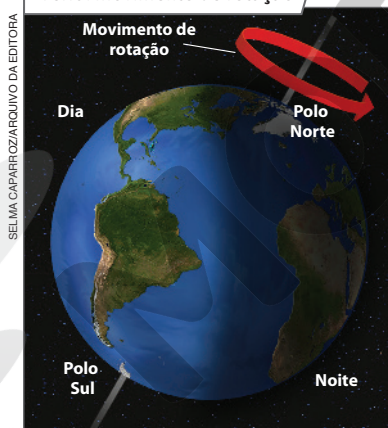 Movimento de
rotação
Dia
Polo
Norte
Polo
Sul
Noite
SELMA CAPARROZ/ARQUIVO DA EDITORA